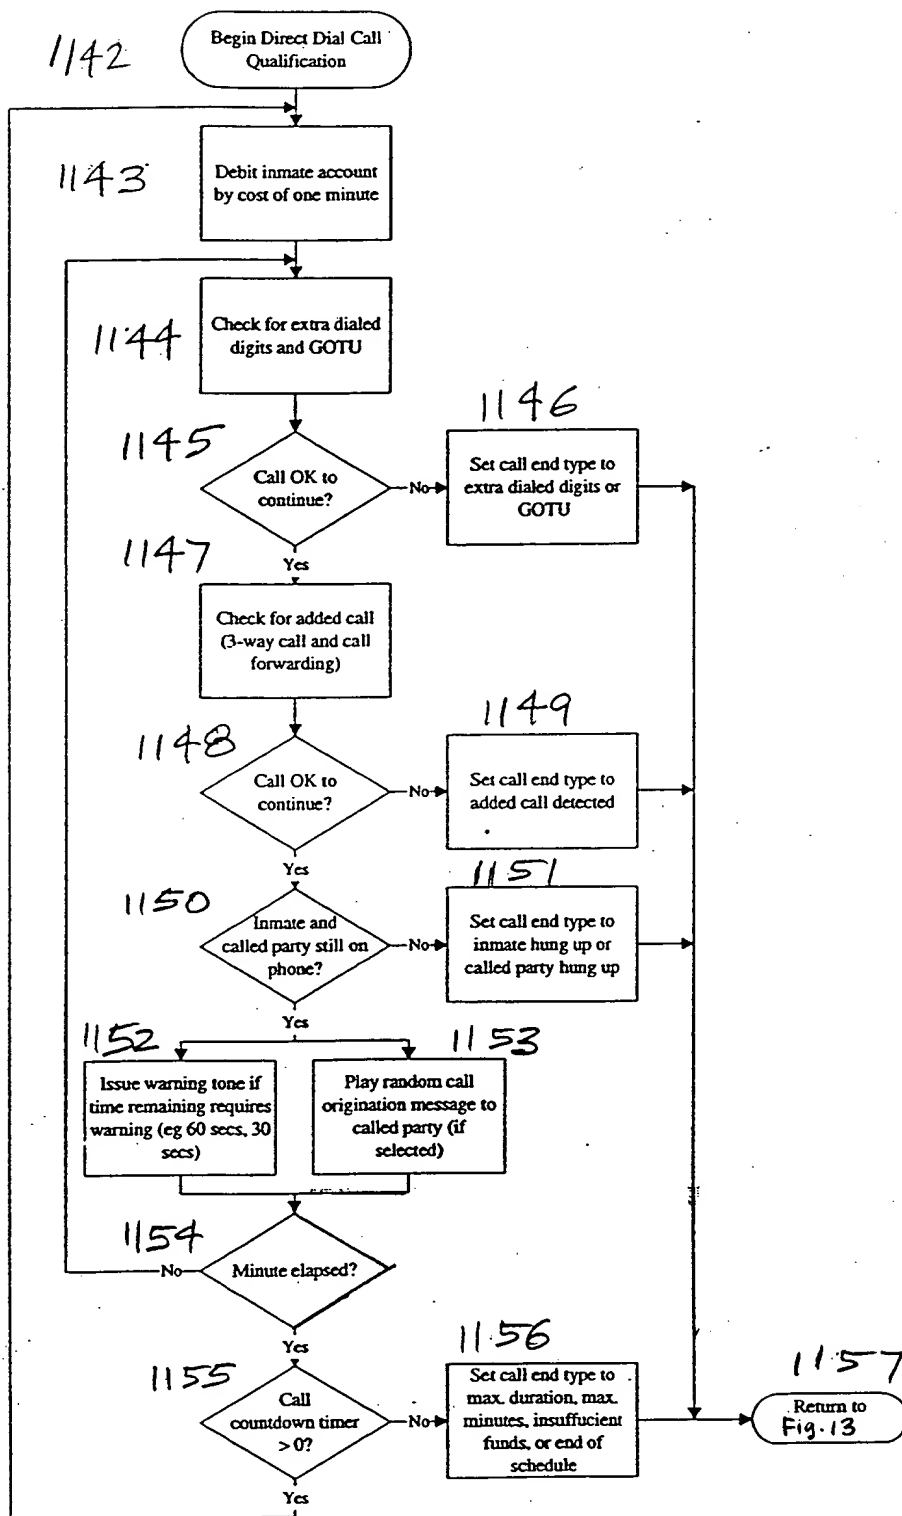 1142
Begin Direct Dial Call
Qualification
1143
Debit inmate account
by cost of one minute
1144
Check for extra dialed
digits and GOTU
1145
Call OK to
continue?
No
1146
Set call end type to
extra dialed digits or
GOTU
Yes
1147
Check for added call
(3-way call and call
forwarding)
1148
Call OK to
continue?
No
1149
Set call end type to
added call detected
Yes
1150
Inmate and
called party still on
phone?
No
1151
Set call end type to
inmate hung up or
called party hung up
Yes
1152
Issue warning tone if
time remaining requires
warning (eg 60 secs, 30
secs)
1153
Play random call
origination message to
called party (if
selected)
1154
Minute elapsed?
No
Yes
1155
Call
countdown timer
> 0?
No
1156
Set call end type to
max. duration, max.
minutes, insufficient
funds, or end of
schedule
1157
Return to
Fig. 13
Yes